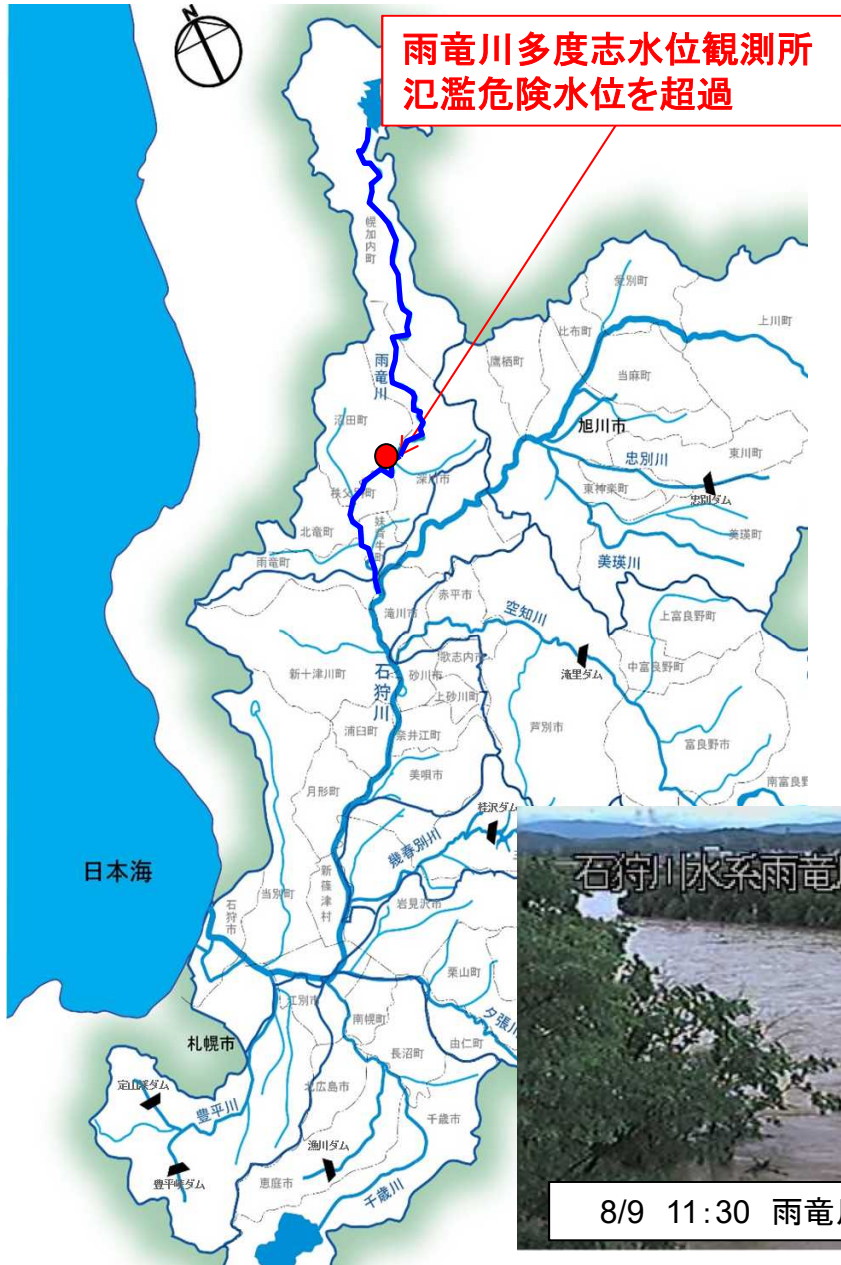 N
雨竜川多度志水位観測所
氾濫危険水位を超過
幌加内町
雨竜川
愛別町
上川町
比布町
鷹栖町
当麻町
旭川市
沼田町
忠別川
東川町
深川市
秩父別町
東神楽町
忠別ダム
北竜町
妹背牛町
美瑛町
雨竜町
美瑛川
赤平市
滝川市
空知川
上富良野町
歌志内市
新十津川町
石狩川
砂川市
滝里ダム
中富良野町
上砂川町
浦臼町
奈井江町
芦別市
富良野市
美唄市
南富良野
月形町
桂沢ダム
幾春別川
日本海
石狩川水系雨竜
当別町
新篠津村
石狩市
岩見沢市
栗山町
江別市
南幌町
夕張川
札幌市
由仁町
長沼町
定山渓ダム
北広島市
豊平川
千歳市
漁川ダム
豊平峡ダム
恵庭市
千歳川
8/9 11:30 雨竜川